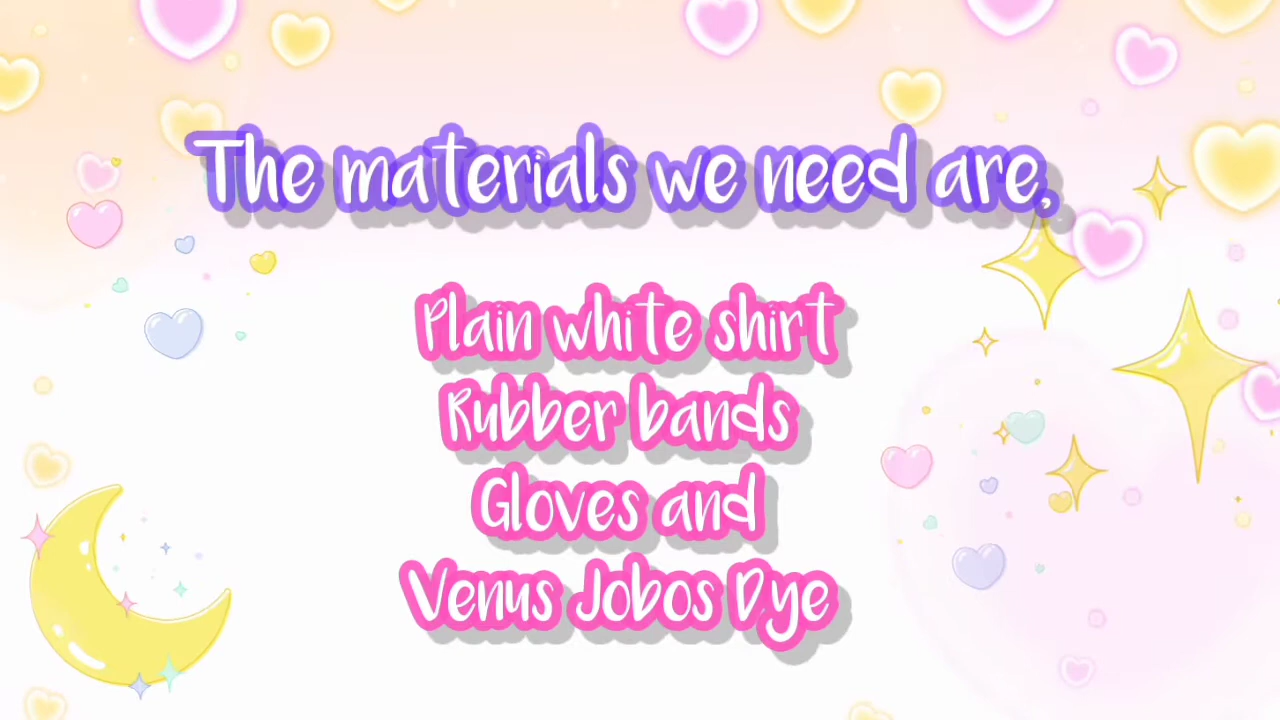 The materials we need are,
Plain white shirt
Rubber bands
Gloves and
Venus Jobos Dye